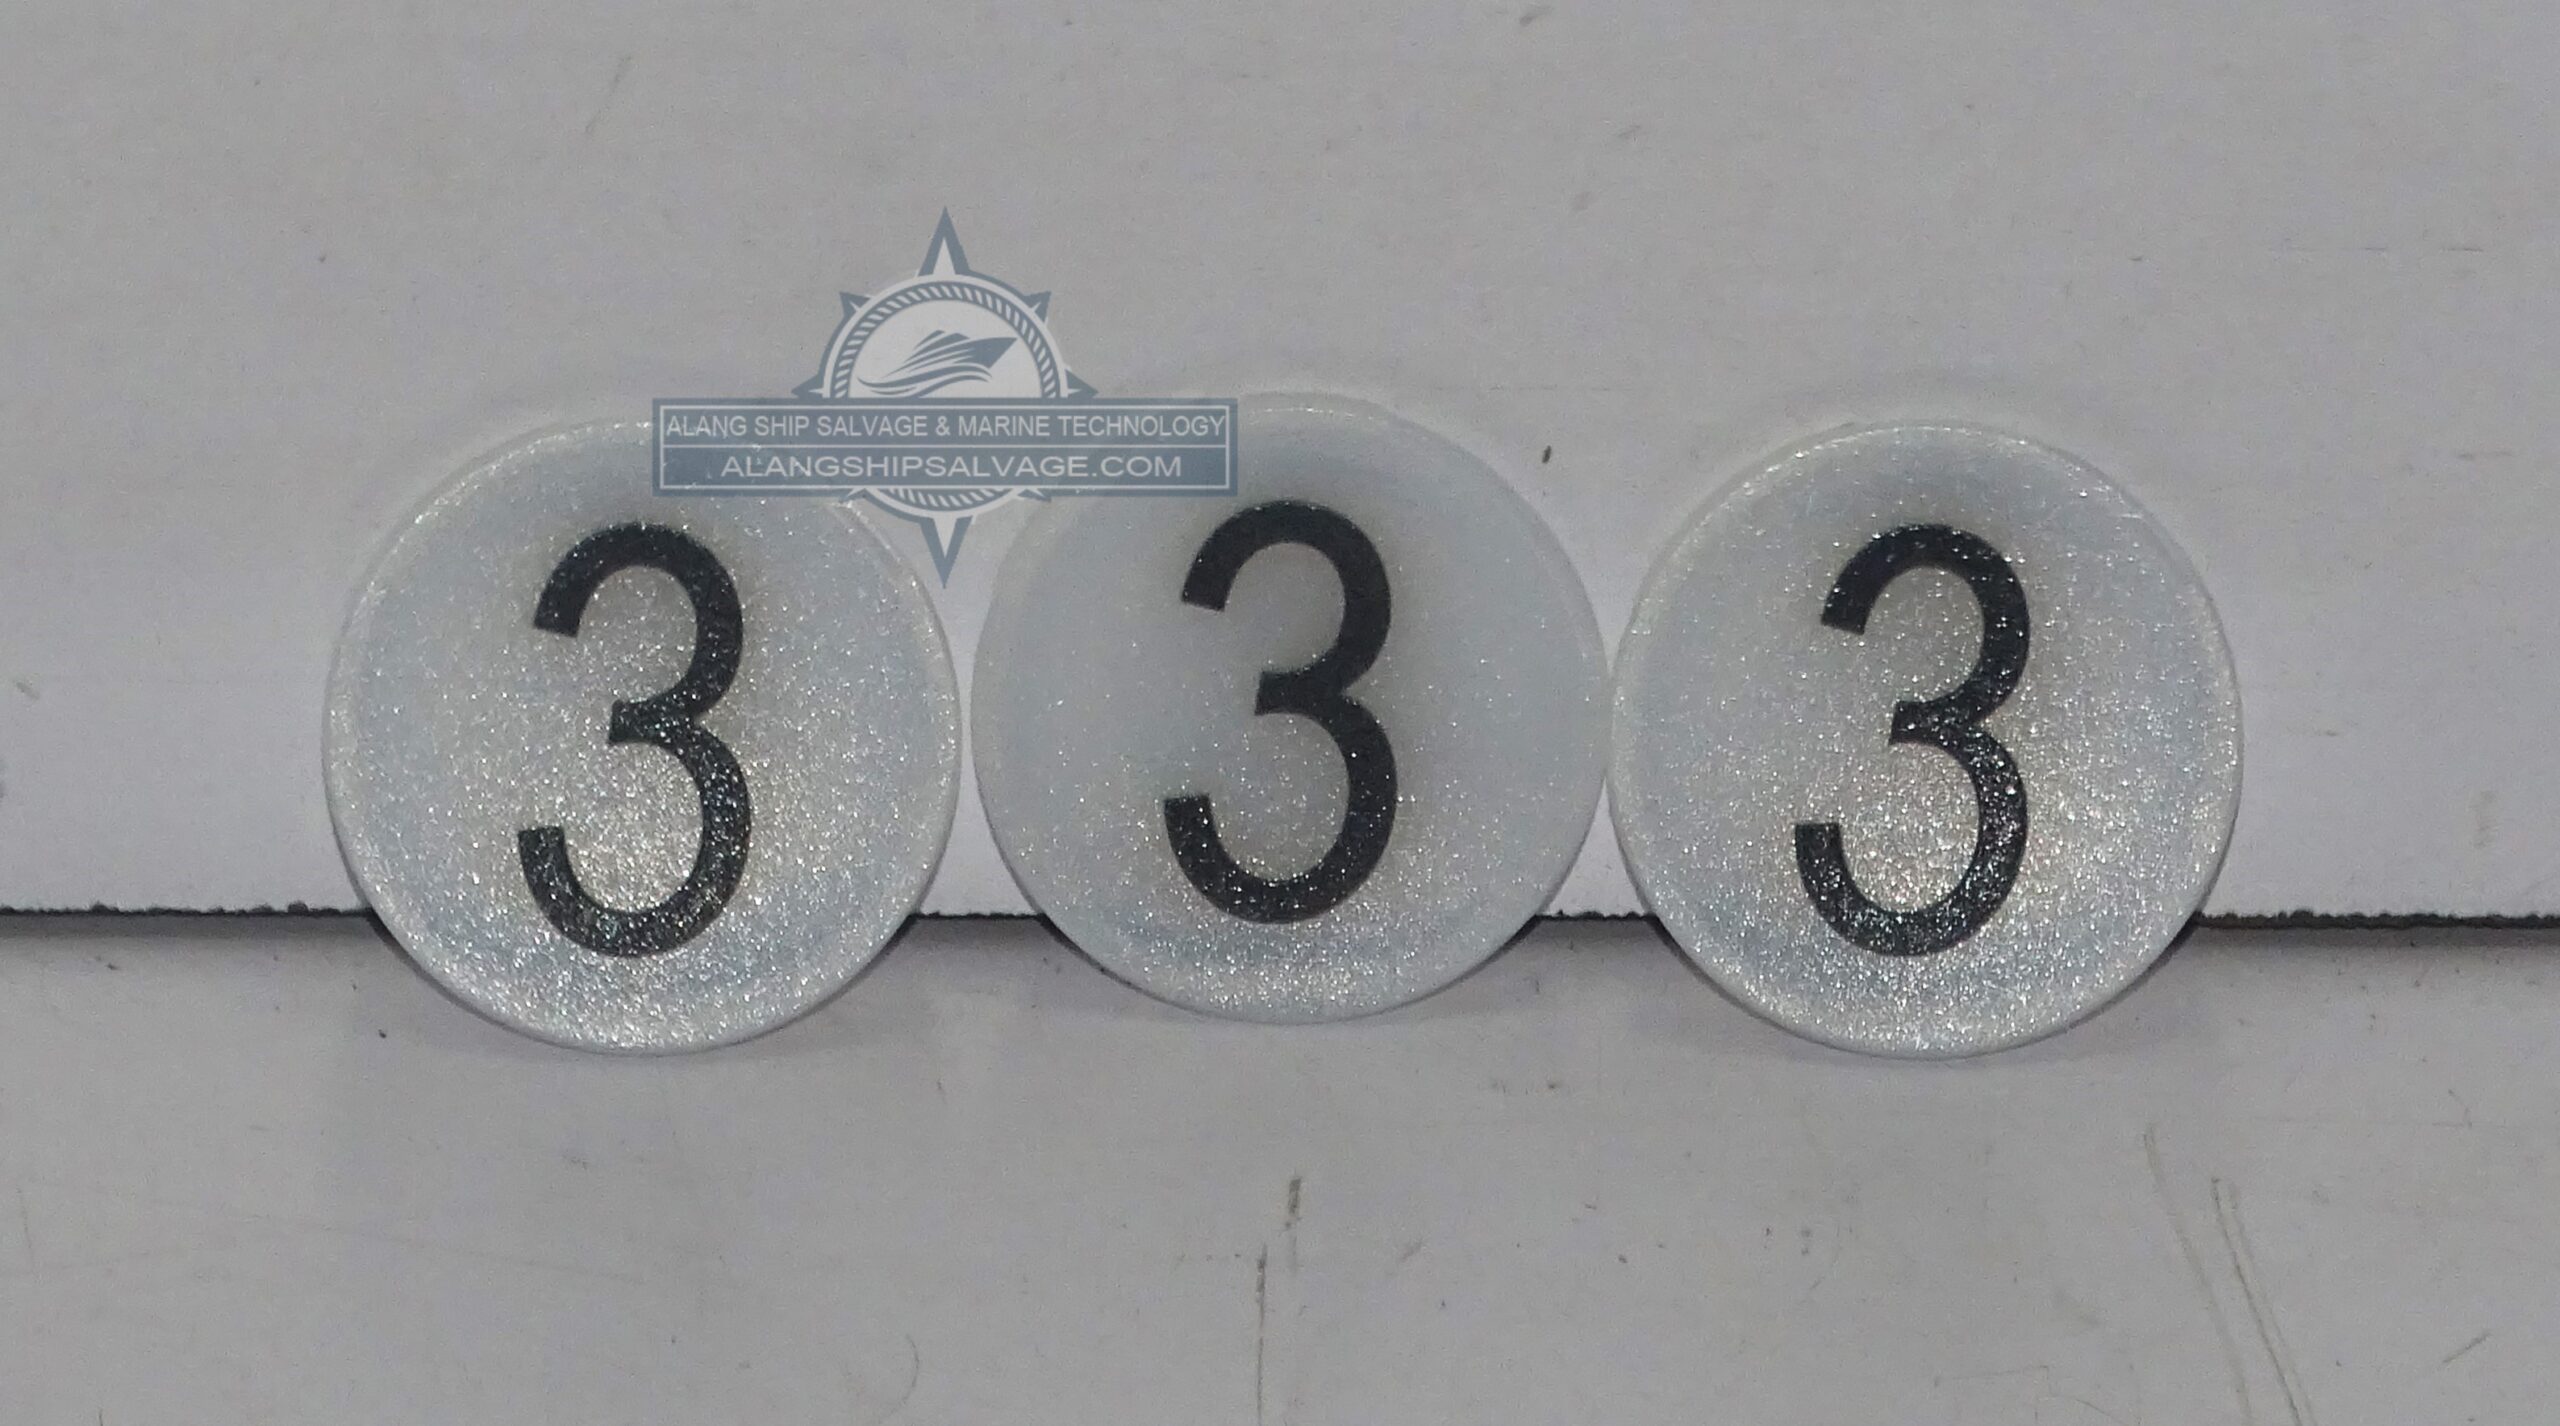 ALANG SHIP SALVAGE & MARINE TECHNOLOGY
ALANGSHIPSALVAGE.COM
3 3 3